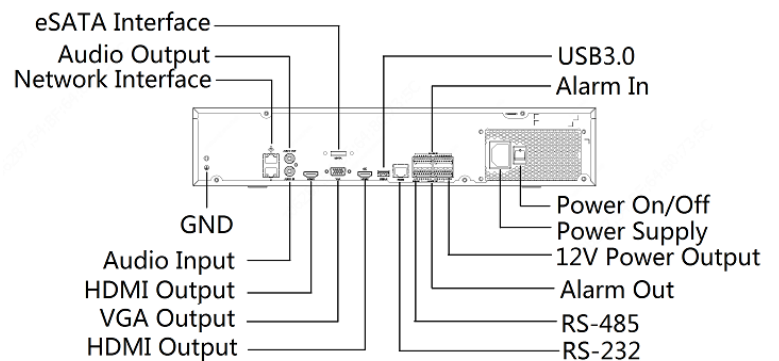 eSATA Interface
Audio Output
Network Interface
USB3.0
Alarm In
GND
Audio Input
HDMI Output
VGA Output
HDMI Output
Power On/Off
Power Supply
12V Power Output
Alarm Out
RS-485
RS-232